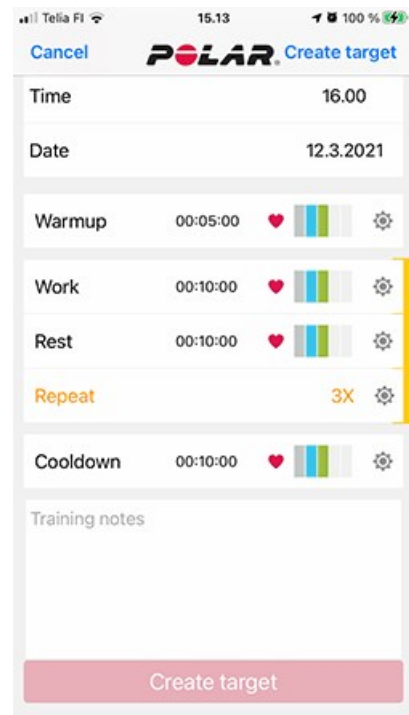 Telia FI 15.13 100 %
Cancel POLAR. Create target
Time 16.00
Date 12.3.2021
Warmup 00:05:00
Work 00:10:00
Rest 00:10:00
Repeat 3X
Cooldown 00:10:00
Training notes
Create target